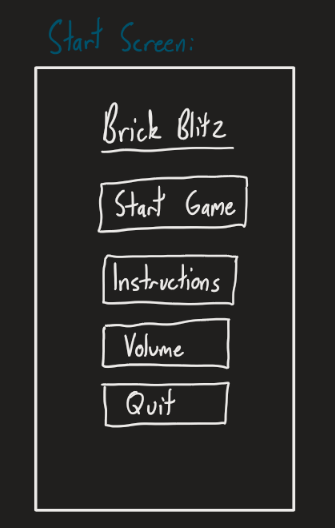 Start Screen:
Brick Blitz
Start Game
Instructions
Volume
Quit